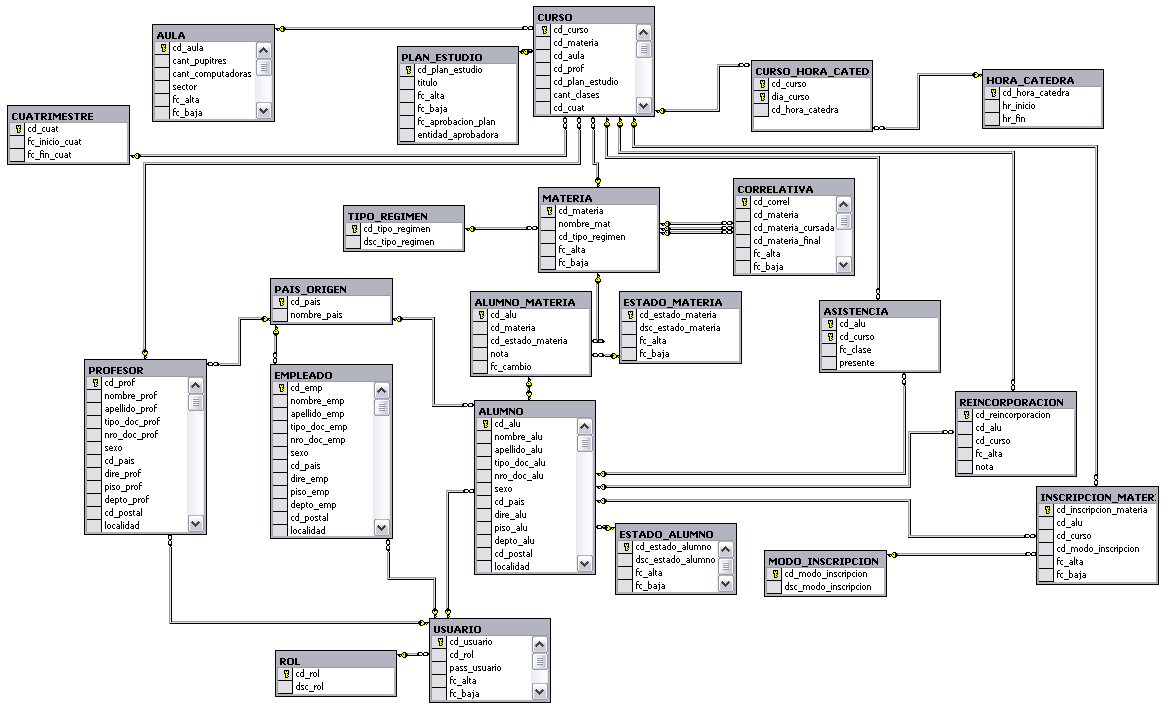 CURSO
cd_curso
cd_materia
cd_aula
cd_prof
cd_plan_estudio
cant_clases
cd_cuat
AULA
cd_aula
cant_pupitres
cant_computadoras
sector
fc_alta
fc_baja
PLAN_ESTUDIO
cd_plan_estudio
titulo
fc_alta
fc_baja
fc_aprobacion_plan
entidad_aprobadora
CURSO_HORA_CATED
cd_curso
dia_curso
cd_hora_catedra
HORA_CATEDRA
cd_hora_catedra
hr_inicio
hr_fin
CUATRIMESTRE
cd_cuat
fc_inicio_cuat
fc_fin_cuat
MATERIA
cd_materia
nombre_mat
cd_tipo_regimen
fc_alta
fc_baja
CORRELATIVA
cd_correl
cd_materia
cd_materia_cursada
cd_materia_final
fc_alta
fc_baja
TIPO_REGIMEN
cd_tipo_regimen
dsc_tipo_regimen
PAIS_ORIGEN
cd_pais
nombre_pais
ALUMNO_MATERIA
cd_alu
cd_materia
cd_estado_materia
nota
fc_cambio
ESTADO_MATERIA
cd_estado_materia
dsc_estado_materia
fc_alta
fc_baja
ASISTENCIA
cd_alu
cd_curso
fc_clase
presente
PROFESOR
cd_prof
nombre_prof
apellido_prof
tipo_doc_prof
nro_doc_prof
sexo
cd_pais
dire_prof
piso_prof
depto_prof
cd_postal
localidad
EMPLEADO
cd_emp
nombre_emp
apellido_emp
tipo_doc_emp
nro_doc_emp
sexo
cd_pais
dire_emp
piso_emp
depto_emp
cd_postal
localidad
ALUMNO
cd_alu
nombre_alu
apellido_alu
tipo_doc_alu
nro_doc_alu
sexo
cd_pais
dire_alu
piso_alu
depto_alu
cd_postal
localidad
REINCORPORACION
cd_reincorporacion
cd_alu
cd_curso
fc_alta
nota
INSCRIPCION_MATER
cd_inscripcion_materia
cd_alu
cd_curso
cd_modo_inscripcion
fc_alta
fc_baja
ESTADO_ALUMNO
cd_estado_alumno
dsc_estado_alumno
fc_alta
fc_baja
MODO_INSCRIPCION
cd_modo_inscripcion
dsc_modo_inscripcion
USUARIO
cd_usuario
cd_rol
pass_usuario
fc_alta
fc_baja
ROL
cd_rol
dsc_rol